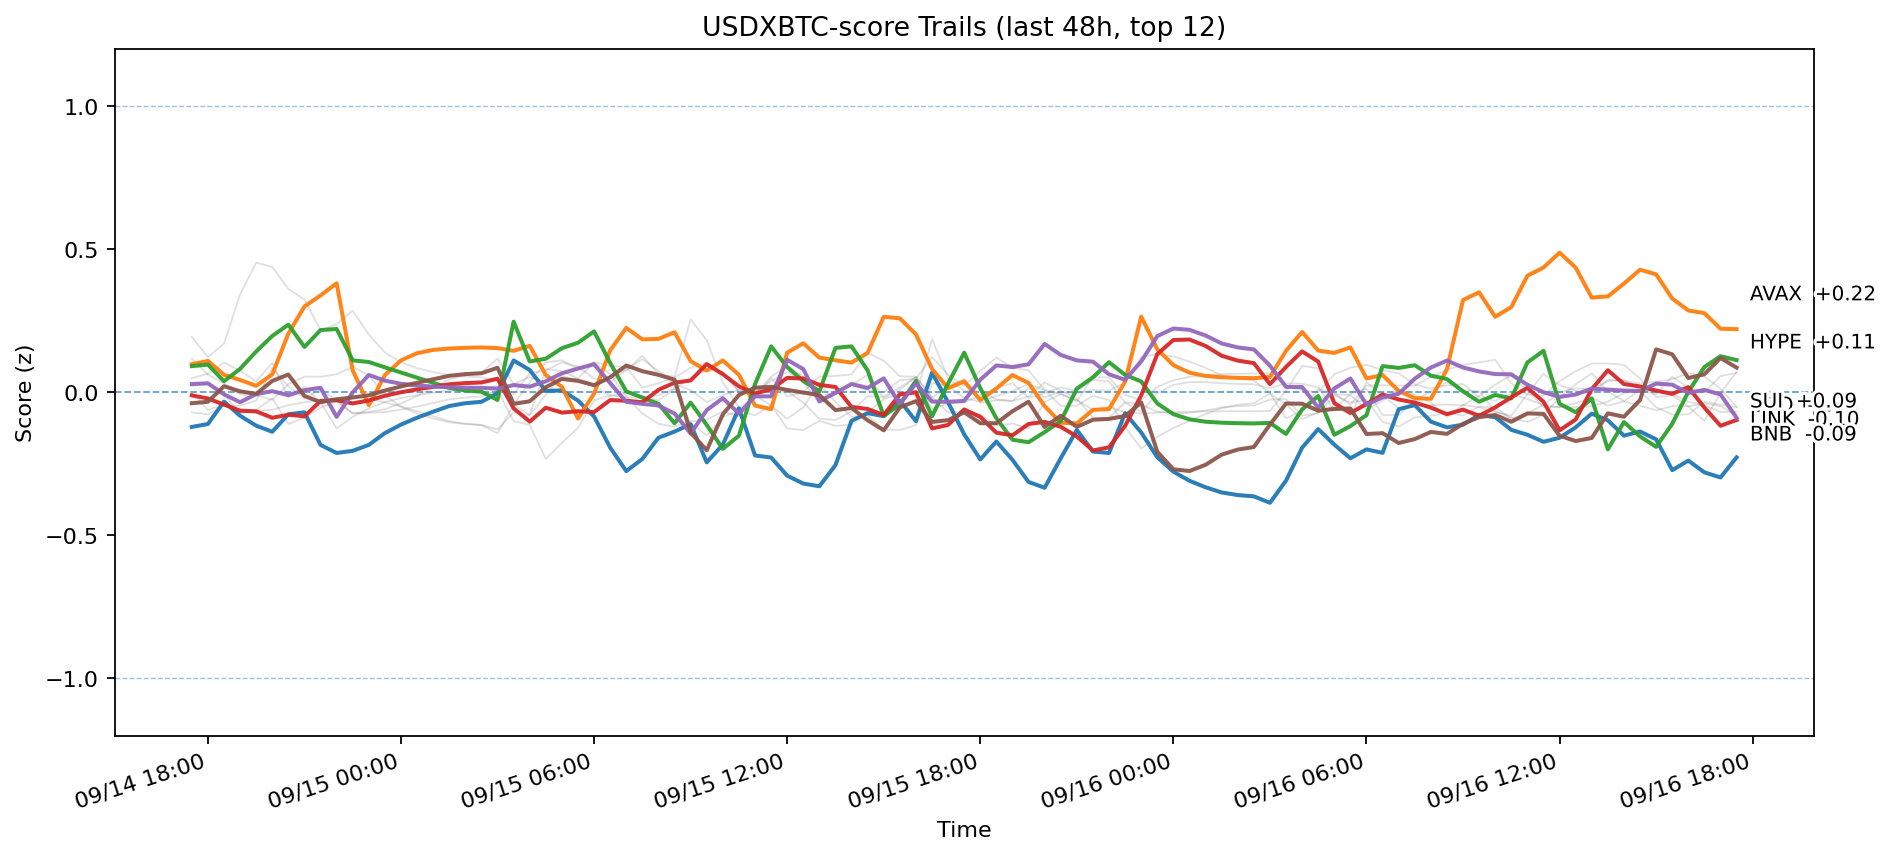 USDXBTC-score Trails (last 48h, top 12)
Score (z)
1.0
0.5
0.0
−0.5
−1.0
AVAX +0.22
HYPE +0.11
SUI +0.09
LINK -0.10
BNB -0.09
09/14 18:00
09/15 00:00
09/15 06:00
09/15 12:00
09/15 18:00
09/16 00:00
09/16 06:00
09/16 12:00
09/16 18:00
Time